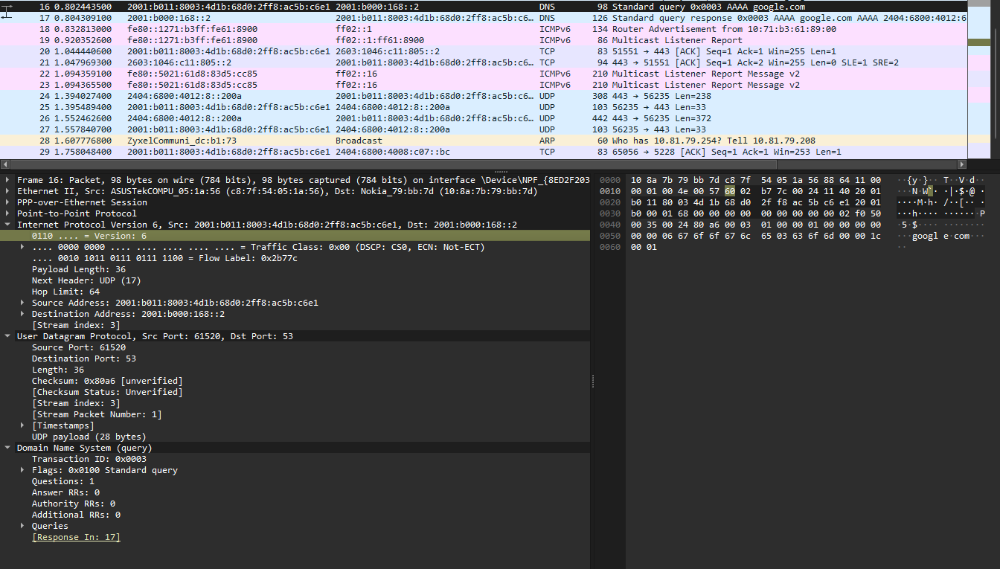 16 0.802443500 2001:b011:8003:4d1b:68d0:2ff8:ac5b:c6e1 2001:b000:168::2 DNS 98 Standard query 0x0003 AAAA google.com
17 0.804309100 2001:b000:168::2 2001:b011:8003:4d1b:68d0:2ff8:ac5b:c6… DNS 126 Standard query response 0x0003 AAAA google.com AAAA 2404:6800:4012:6
18 0.832813000 fe80::1271:b3ff:fe61:8900 ff02::1 ICMPv6 134 Router Advertisement from 10:71:b3:61:89:00
19 0.920352600 fe80::1271:b3ff:fe61:8900 ff02::1:ff61:8900 ICMPv6 86 Multicast Listener Report
20 1.044440600 2001:b011:8003:4d1b:68d0:2ff8:ac5b:c6e1 2603:1046:c11:805::2 TCP 83 51551 → 443 [ACK] Seq=1 Ack=1 Win=255 Len=1
21 1.047969300 2603:1046:c11:805::2 2001:b011:8003:4d1b:68d0:2ff8:ac5b:c6… TCP 94 443 → 51551 [ACK] Seq=1 Ack=2 Win=255 Len=0 SLE=1 SRE=2
22 1.094359100 fe80::5021:61d8:83d5:cc85 ff02::16 ICMPv6 210 Multicast Listener Report Message v2
23 1.094365500 fe80::5021:61d8:83d5:cc85 ff02::16 ICMPv6 210 Multicast Listener Report Message v2
24 1.394027400 2404:6800:4012:8::200a 2001:b011:8003:4d1b:68d0:2ff8:ac5b:c6… UDP 308 443 → 56235 Len=238
25 1.395489400 2001:b011:8003:4d1b:68d0:2ff8:ac5b:c6e1 2404:6800:4012:8::200a UDP 103 56235 → 443 Len=33
26 1.552462600 2404:6800:4012:8::200a 2001:b011:8003:4d1b:68d0:2ff8:ac5b:c6… UDP 442 443 → 56235 Len=372
27 1.557840700 2001:b011:8003:4d1b:68d0:2ff8:ac5b:c6e1 2404:6800:4012:8::200a UDP 103 56235 → 443 Len=33
28 1.607776800 ZyxelCommuni_dc:b1:73 Broadcast ARP 60 Who has 10.81.79.254? Tell 10.81.79.208
29 1.758048400 2001:b011:8003:4d1b:68d0:2ff8:ac5b:c6e1 2404:6800:4008:c07::bc TCP 83 65056 → 5228 [ACK] Seq=1 Ack=1 Win=253 Len=1
Frame 16: Packet, 98 bytes on wire (784 bits), 98 bytes captured (784 bits) on interface \Device\NPF_{8ED2F203
Ethernet II, Src: ASUSTekCOMPU_05:1a:56 (c8:7f:54:05:1a:56), Dst: Nokia_79:bb:7d (10:8a:7b:79:bb:7d)
PPP-over-Ethernet Session
Point-to-Point Protocol
Internet Protocol Version 6, Src: 2001:b011:8003:4d1b:68d0:2ff8:ac5b:c6e1, Dst: 2001:b000:168::2
0110 .... = Version: 6
.... 0000 0000 .... .... .... .... .... = Traffic Class: 0x00 (DSCP: CS0, ECN: Not-ECT)
.... 0010 1011 0111 0111 1100 = Flow Label: 0x2b77c
Payload Length: 36
Next Header: UDP (17)
Hop Limit: 64
Source Address: 2001:b011:8003:4d1b:68d0:2ff8:ac5b:c6e1
Destination Address: 2001:b000:168::2
[Stream index: 3]
User Datagram Protocol, Src Port: 61520, Dst Port: 53
Source Port: 61520
Destination Port: 53
Length: 36
Checksum: 0x80a6 [unverified]
[Checksum Status: Unverified]
[Stream index: 3]
[Stream Packet Number: 1]
[Timestamps]
UDP payload (28 bytes)
Domain Name System (query)
Transaction ID: 0x0003
Flags: 0x0100 Standard query
Questions: 1
Answer RRs: 0
Authority RRs: 0
Additional RRs: 0
Queries
[Response In: 17]
0000 10 8a 7b 79 bb 7d c8 7f 54 05 1a 56 88 64 11 00 ··{y·}·· T··V·d··
0010 00 01 00 4e 00 57 60 02 b7 7c 00 24 11 40 20 01 ···N·W`· ·|·$·@ ·
0020 b0 11 80 03 4d 1b 68 d0 2f f8 ac 5b c6 e1 20 01 ····M·h· /··[·· ·
0030 b0 00 01 68 00 00 00 00 00 00 00 00 00 02 f0 50 ···h···· ·······P
0040 00 35 00 24 80 a6 00 03 01 00 00 01 00 00 00 00 ·5·$···· ········
0050 00 00 06 67 6f 6f 67 6c 65 03 63 6f 6d 00 00 1c ···googl e·com···
0060 00 01 ··